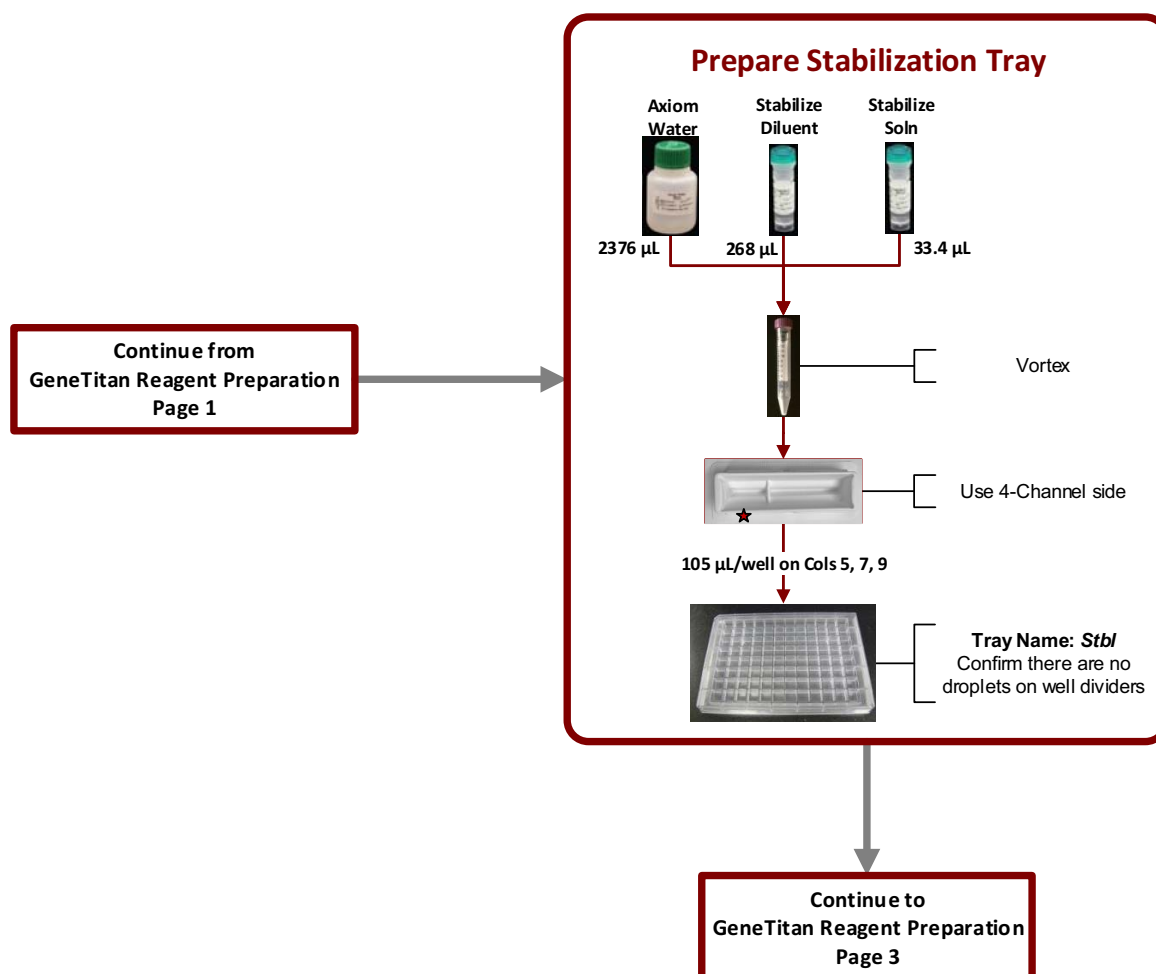 Prepare Stabilization Tray
Axiom
Water
Stabilize
Diluent
Stabilize
Soln
2376 µL
268 µL
33.4 µL
Continue from
GeneTitan Reagent Preparation
Page 1
Vortex
Use 4-Channel side
105 µL/well on Cols 5, 7, 9
Tray Name: Stbl
Confirm there are no
droplets on well dividers
Continue to
GeneTitan Reagent Preparation
Page 3